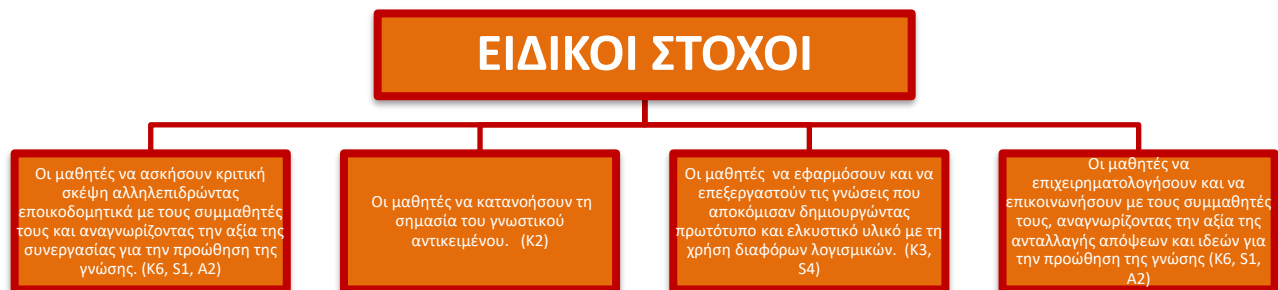 ΕΙΔΙΚΟΙ ΣΤΟΧΟΙ
Οι μαθητές να ασκήσουν κριτική
σκέψη αλληλεπιδρώντας
εποικοδομητικά με τους συμμαθητές
τους και αναγνωρίζοντας την αξία της
συνεργασίας για την προώθηση της
γνώσης. (Κ6, S1, A2)
Οι μαθητές να κατανοήσουν τη
σημασία του γνωστικού
αντικειμένου. (Κ2)
Οι μαθητές να εφαρμόσουν και να
επεξεργαστούν τις γνώσεις που
αποκόμισαν δημιουργώντας
πρωτότυπο και ελκυστικό υλικό με τη
χρήση διαφόρων λογισμικών. (Κ3,
S4)
Οι μαθητές να
επιχειρηματολογήσουν και να
επικοινωνήσουν με τους συμμαθητές
τους, αναγνωρίζοντας την αξία της
ανταλλαγής απόψεων και ιδεών για
την προώθηση της γνώσης (Κ6, S1,
A2)